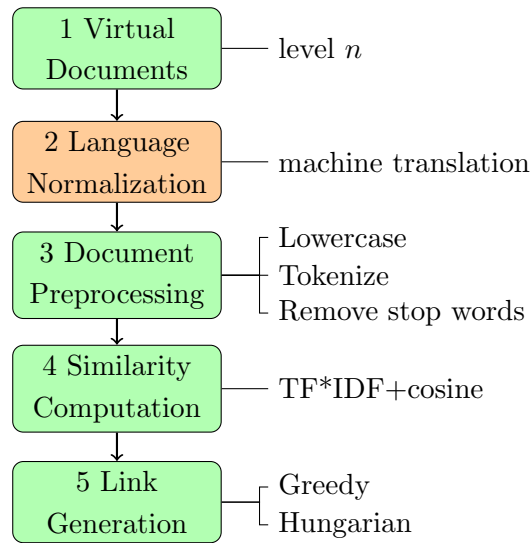 1 Virtual
Documents
level n
2 Language
Normalization
machine translation
3 Document
Preprocessing
Lowercase
Tokenize
Remove stop words
4 Similarity
Computation
TF*IDF+cosine
5 Link
Generation
Greedy
Hungarian